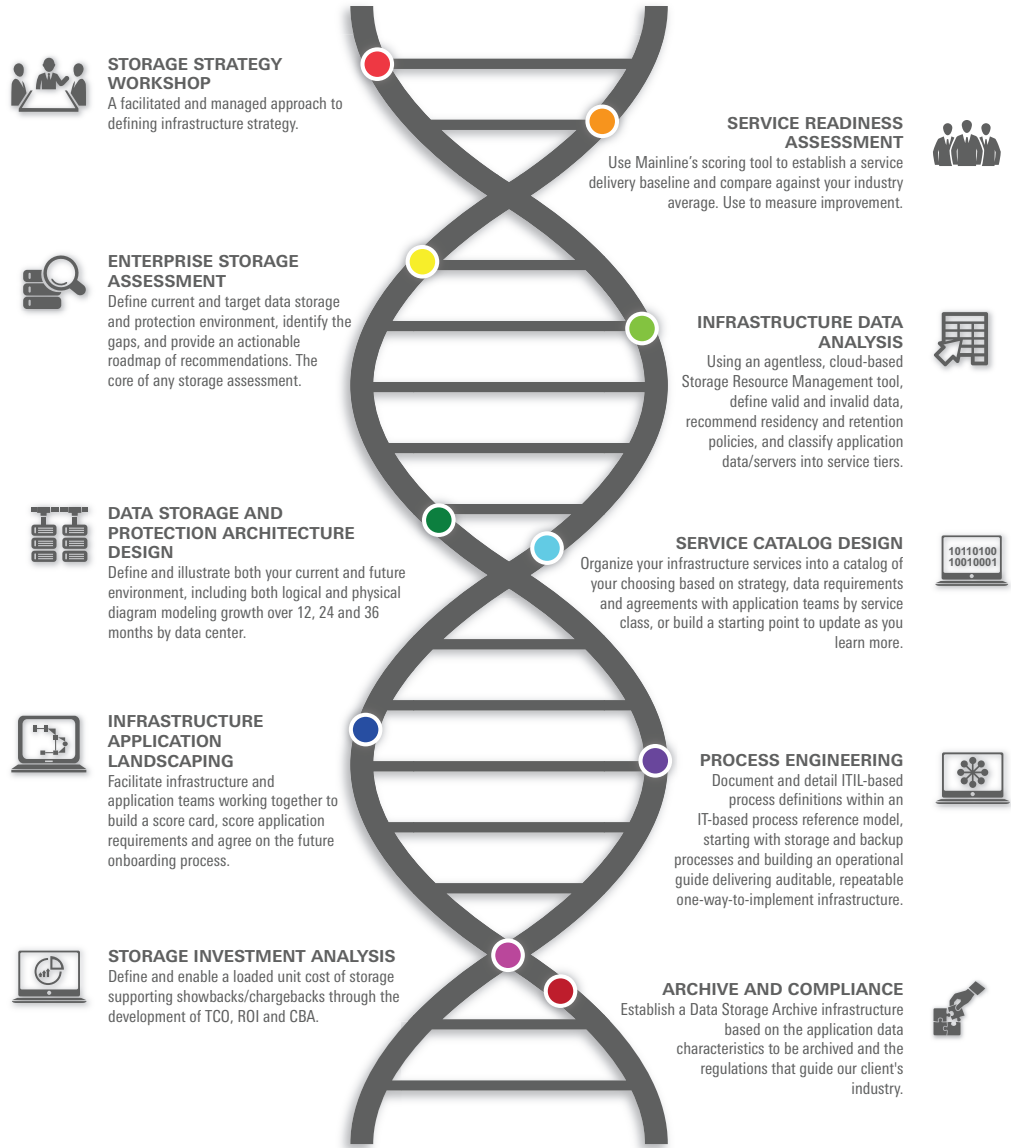 STORAGE STRATEGY
WORKSHOP
A facilitated and managed approach to
defining infrastructure strategy.
SERVICE READINESS
ASSESSMENT
Use Mainline's scoring tool to establish a service
delivery baseline and compare against your industry
average. Use to measure improvement.
ENTERPRISE STORAGE
ASSESSMENT
Define current and target data storage
and protection environment, identify the
gaps, and provide an actionable
roadmap of recommendations. The
core of any storage assessment.
INFRASTRUCTURE DATA
ANALYSIS
Using an agentless, cloud-based
Storage Resource Management tool,
define valid and invalid data,
recommend residency and retention
policies, and classify application
data/servers into service tiers.
DATA STORAGE AND
PROTECTION ARCHITECTURE
DESIGN
Define and illustrate both your current and future
environment, including both logical and physical
diagram modeling growth over 12, 24 and 36
months by data center.
SERVICE CATALOG DESIGN
Organize your infrastructure services into a catalog of
your choosing based on strategy, data requirements
and agreements with application teams by service
class, or build a starting point to update as you
learn more.
10110100
10010001
INFRASTRUCTURE
APPLICATION
LANDSCAPING
Facilitate infrastructure and
application teams working together to
build a score card, score application
requirements and agree on the future
onboarding process.
PROCESS ENGINEERING
Document and detail ITIL-based
process definitions within an
IT-based process reference model,
starting with storage and backup
processes and building an operational
guide delivering auditable, repeatable
one-way-to-implement infrastructure.
STORAGE INVESTMENT ANALYSIS
Define and enable a loaded unit cost of storage
supporting showbacks/chargebacks through the
development of TCO, ROI and CBA.
ARCHIVE AND COMPLIANCE
Establish a Data Storage Archive infrastructure
based on the application data
characteristics to be archived and the
regulations that guide our client's
industry.